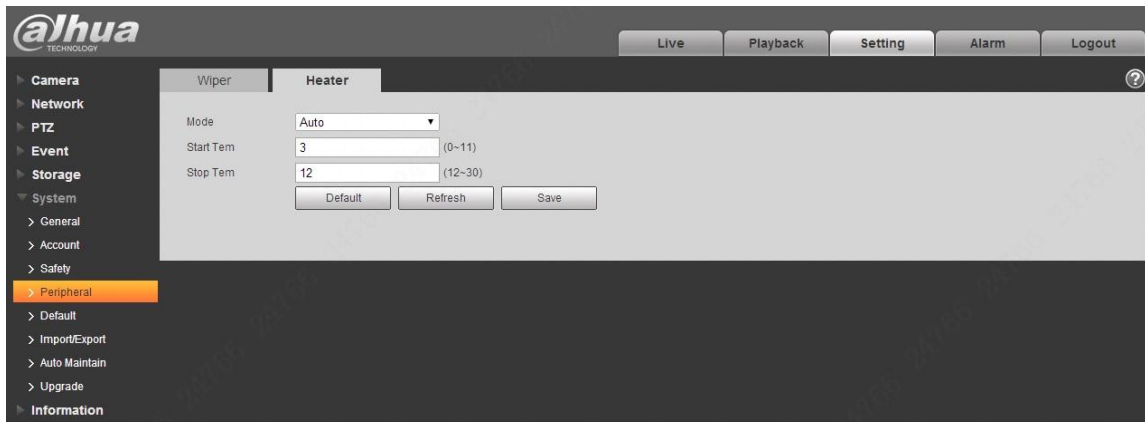 alhua
TECHNOLOGY
Live Playback Setting Alarm Logout
Camera
Network
PTZ
Event
Storage
System
> General
> Account
> Safety
> Peripheral
> Default
> Import/Export
> Auto Maintain
> Upgrade
Information
Wiper Heater ?
Mode Auto
Start Tem 3 (0~11)
Stop Tem 12 (12~30)
Default Refresh Save